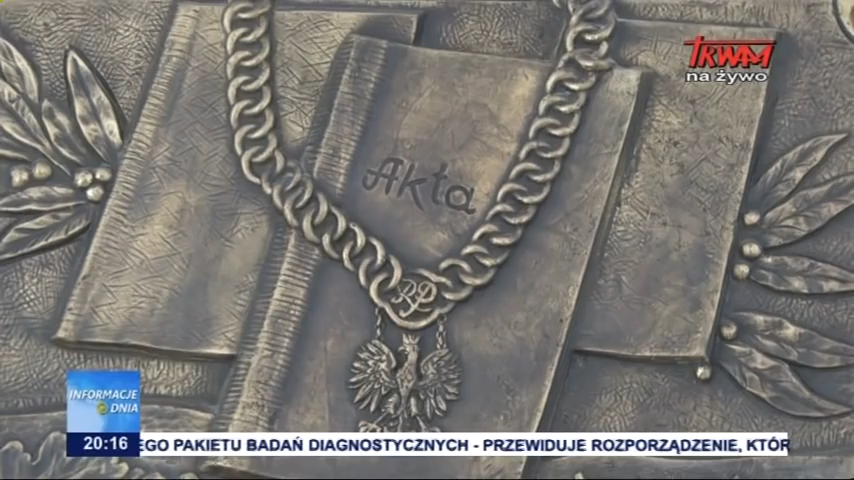 TRWAM
na żywo
Akta
RP
INFORMACJE
DNIA
20:16
EGO PAKIETU BADAŃ DIAGNOSTYCZNYCH - PRZEWIDUJE ROZPORZĄDZENIE, KTÓR